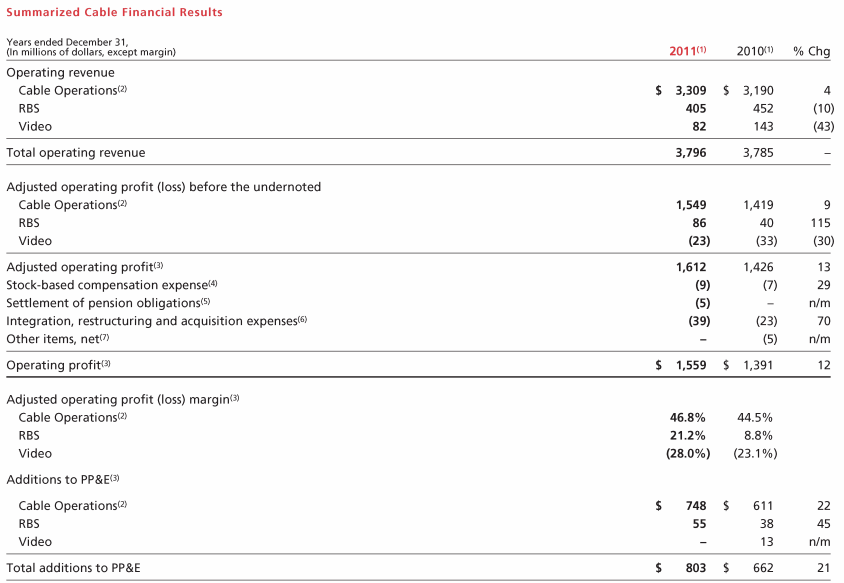 Summarized Cable Financial Results
Years ended December 31,
(In millions of dollars, except margin) 2011(1) 2010(1) % Chg
Operating revenue
Cable Operations(2) $ 3,309 $ 3,190 4
RBS 405 452 (10)
Video 82 143 (43)
Total operating revenue 3,796 3,785 –
Adjusted operating profit (loss) before the undernoted
Cable Operations(2) 1,549 1,419 9
RBS 86 40 115
Video (23) (33) (30)
Adjusted operating profit(3) 1,612 1,426 13
Stock-based compensation expense(4) (9) (7) 29
Settlement of pension obligations(5) (5) – n/m
Integration, restructuring and acquisition expenses(6) (39) (23) 70
Other items, net(7) – (5) n/m
Operating profit(3) $ 1,559 $ 1,391 12
Adjusted operating profit (loss) margin(3)
Cable Operations(2) 46.8% 44.5%
RBS 21.2% 8.8%
Video (28.0%) (23.1%)
Additions to PP&E(3)
Cable Operations(2) $ 748 $ 611 22
RBS 55 38 45
Video – 13 n/m
Total additions to PP&E $ 803 $ 662 21